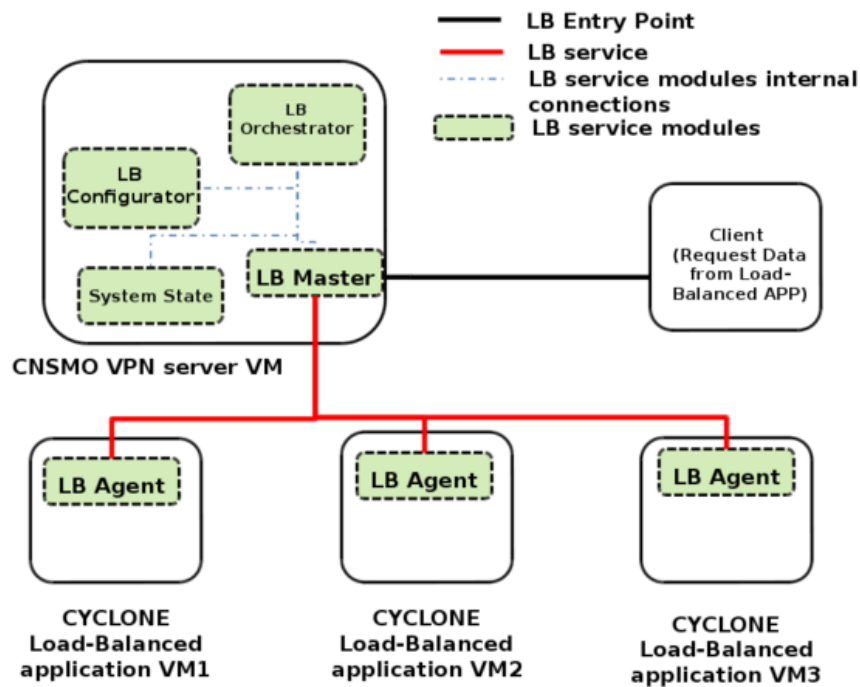 LB Entry Point
LB service
LB service modules internal
connections
LB service modules
LB
Orchestrator
LB
Configurator
System State
LB Master
Client
(Request Data
from Load-
Balanced APP)
CNSMO VPN server VM
LB Agent
LB Agent
LB Agent
CYCLONE
Load-Balanced
application VM1
CYCLONE
Load-Balanced
application VM2
CYCLONE
Load-Balanced
application VM3